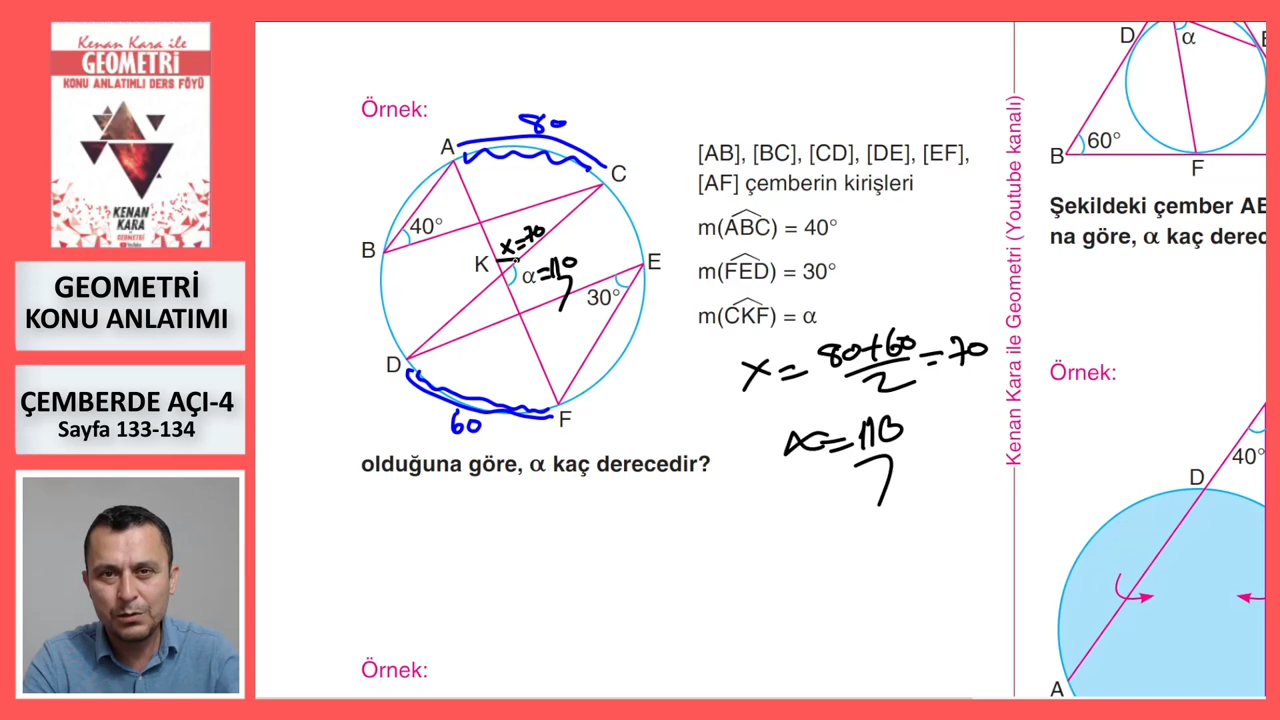 Kenan Kara ile
GEOMETRİ
KONU ANLATIMLI DERS FÖYÜ
KENAN
KARA
GEOMETRİ
GEOMETRİ
KONU ANLATIMI
ÇEMBERDE AÇI-4
Sayfa 133-134
Örnek:
80
A
C
B
40°
K
x=70
α=110
E
30°
D
F
60
[AB], [BC], [CD], [DE], [EF],
[AF] çemberin kirişleri
m(ABC) = 40°
m(FED) = 30°
m(CKF) = α
x = 80+60 / 2 = 70
α = 110
olduğuna göre, α kaç derecedir?
Örnek:
Kenan Kara ile Geometri (Youtube kanalı)
D
α
E
B
60°
F
Şekildeki çember AB
na göre, α kaç derec
Örnek:
40°
D
A